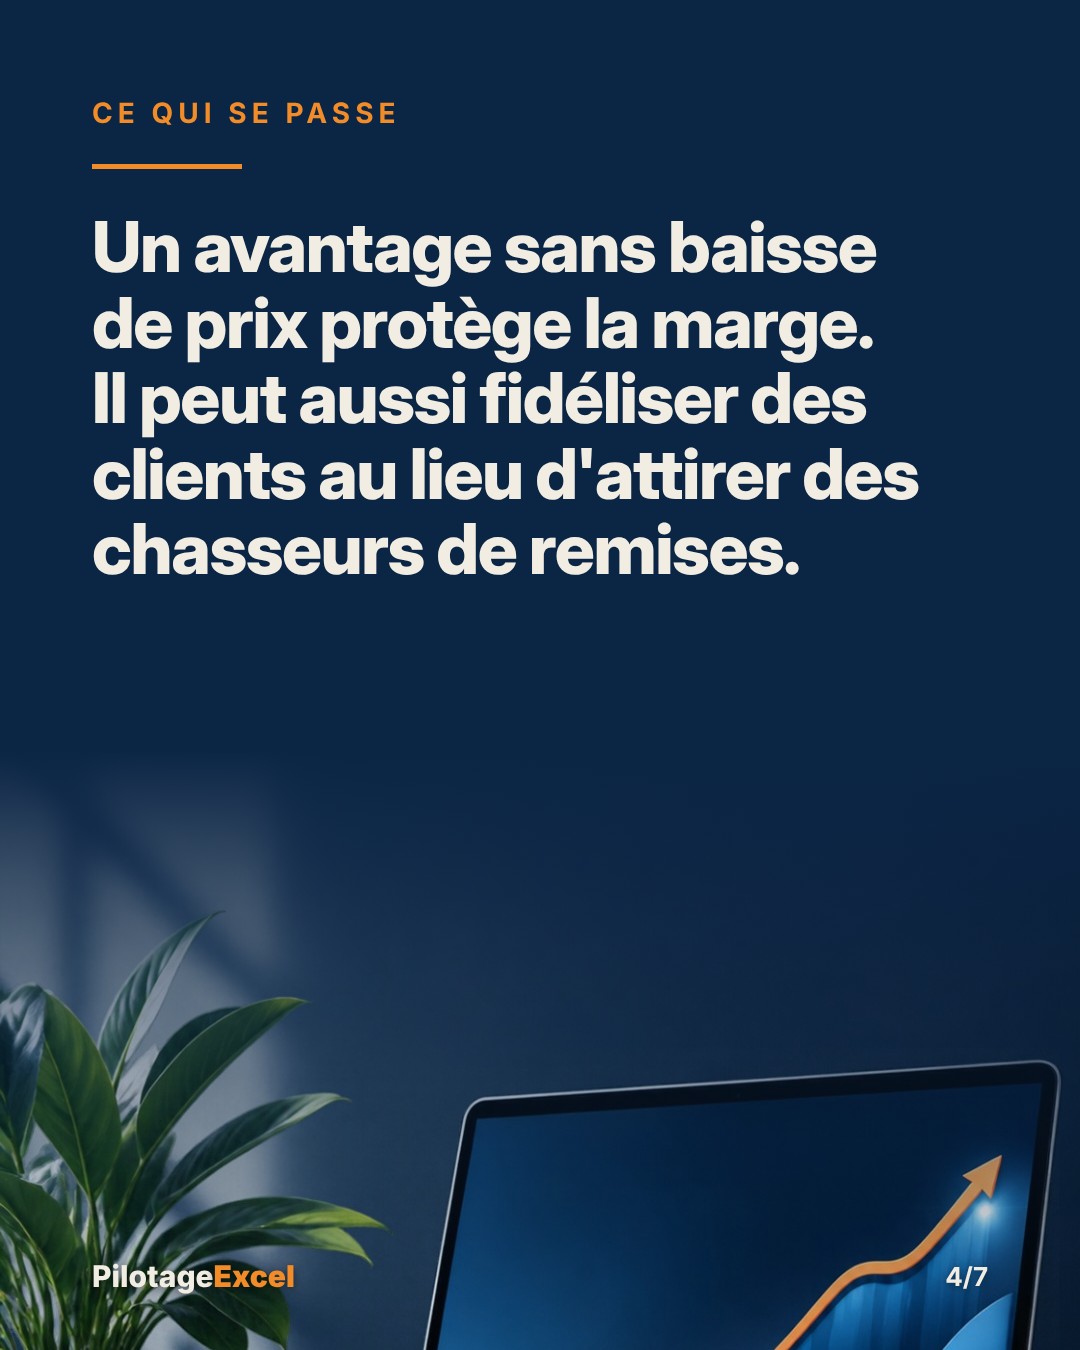 CE QUI SE PASSE
Un avantage sans baisse
de prix protège la marge.
Il peut aussi fidéliser des
clients au lieu d'attirer des
chasseurs de remises.
PilotageExcel
4/7